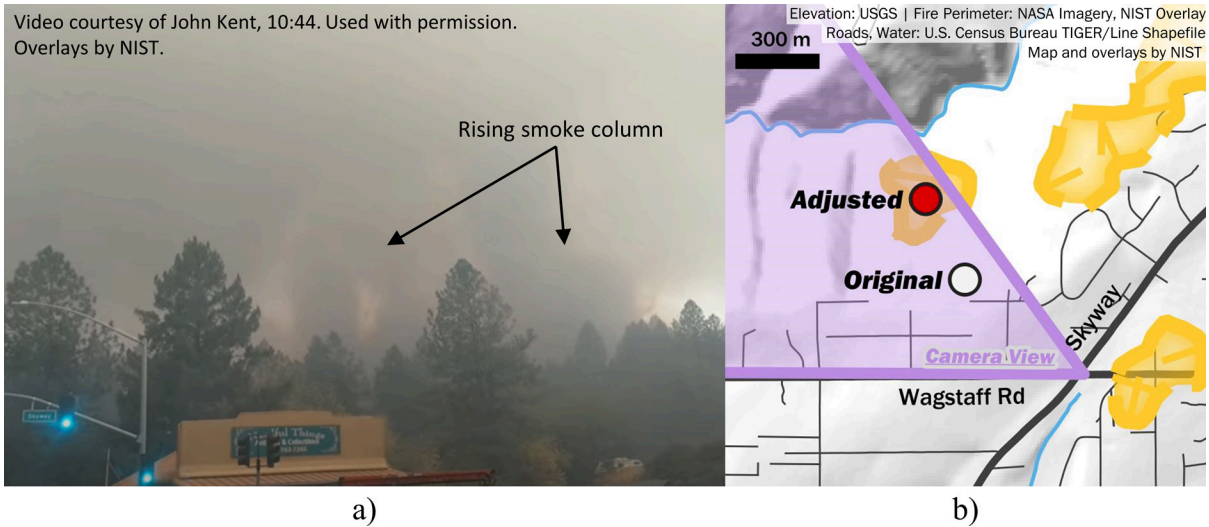 Video courtesy of John Kent, 10:44. Used with permission.
Overlays by NIST.
Rising smoke column
Skyway
Things
& Collectibles
a)
Elevation: USGS | Fire Perimeter: NASA Imagery, NIST Overlay
Roads, Water: U.S. Census Bureau TIGER/Line Shapefile
Map and overlays by NIST
300 m
Adjusted
Original
Skyway
Camera View
Wagstaff Rd
b)